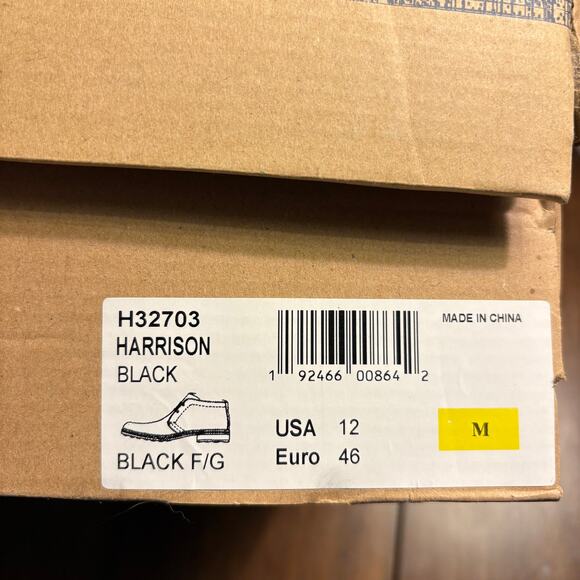 H32703
HARRISON
BLACK
1 92466 00864 2
MADE IN CHINA
BLACK F/G
USA 12
Euro 46
M